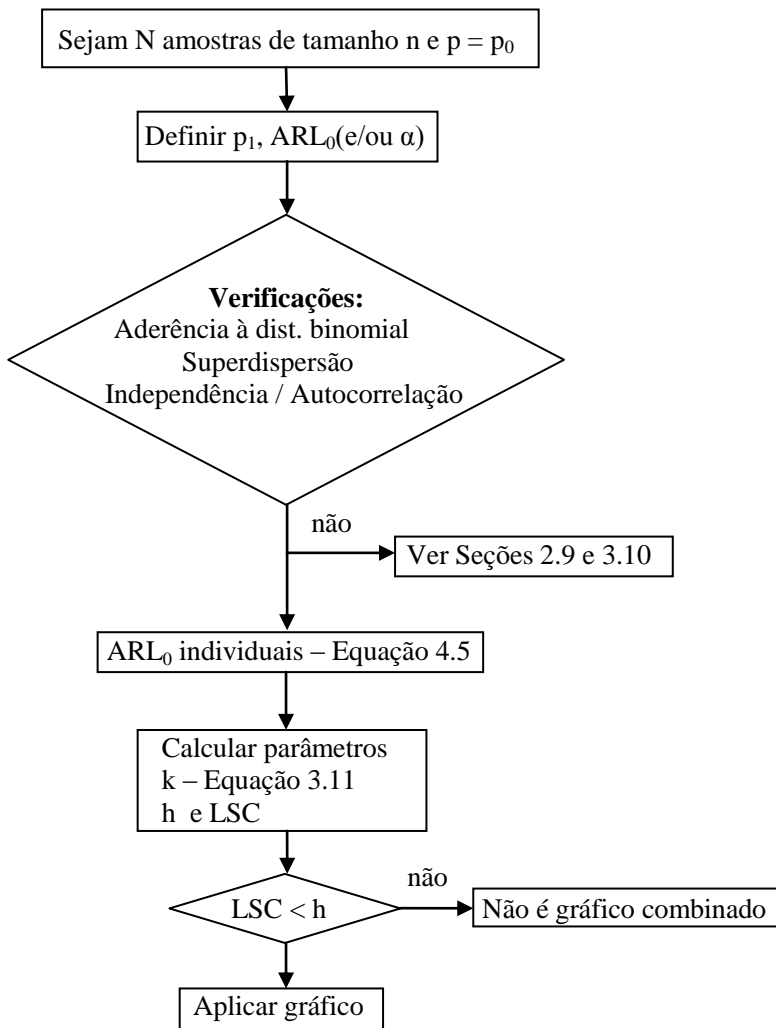 Sejam N amostras de tamanho n e p = p₀
Definir p₁, ARL₀(e/ou α)
Verificações:
Aderência à dist. binomial
Superdispersão
Independência / Autocorrelação
não
Ver Seções 2.9 e 3.10
ARL₀ individuais – Equação 4.5
Calcular parâmetros
k – Equação 3.11
h e LSC
não
LSC < h
Não é gráfico combinado
Aplicar gráfico